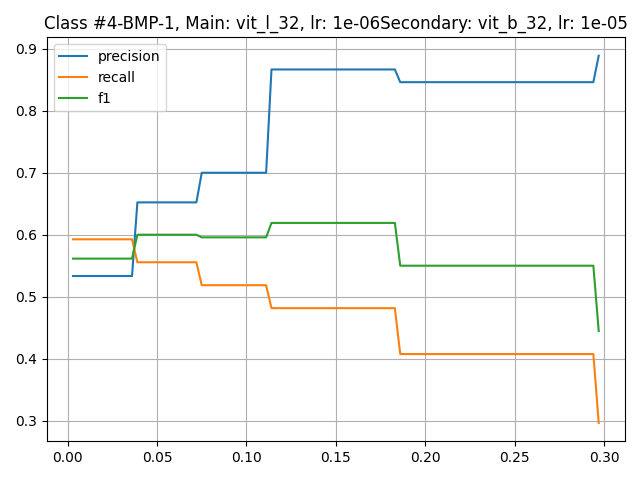 Class #4-BMP-1, Main: vit_l_32, lr: 1e-06Secondary: vit_b_32, lr: 1e-05
precision
recall
f1
0.9
0.8
0.7
0.6
0.5
0.4
0.3
0.00 0.05 0.10 0.15 0.20 0.25 0.30